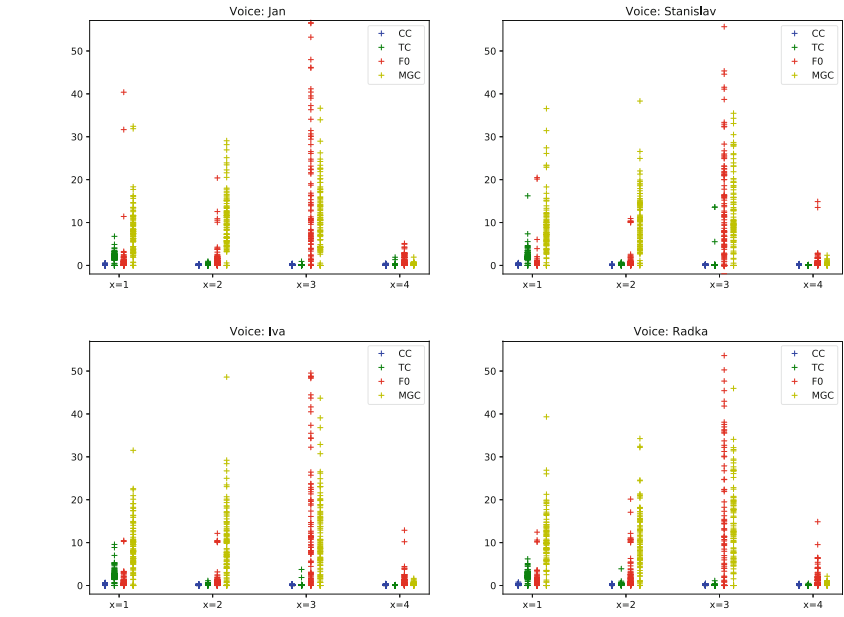 Voice: Jan
50
40
30
20
10
0
x=1 x=2 x=3 x=4
CC
TC
F0
MGC
Voice: Stanislav
50
40
30
20
10
0
x=1 x=2 x=3 x=4
CC
TC
F0
MGC
Voice: Iva
50
40
30
20
10
0
x=1 x=2 x=3 x=4
CC
TC
F0
MGC
Voice: Radka
50
40
30
20
10
0
x=1 x=2 x=3 x=4
CC
TC
F0
MGC